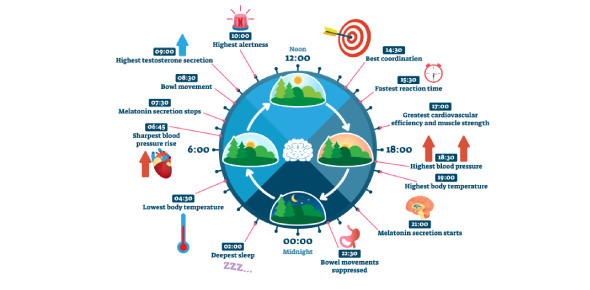 10:00
Highest alertness
09:00
Highest testosterone secretion
08:30
Bowl movement
07:30
Melatonin secretion stops
06:45
Sharpest blood
pressure rise
6:00
04:30
Lowest body temperature
02:00
Deepest sleep
ZZZ...
Noon
12:00
00:00
Midnight
14:30
Best coordination
15:30
Fastest reaction time
17:00
Greatest cardiovascular
efficiency and muscle strength
18:00
18:30
Highest blood pressure
19:00
Highest body temperature
21:00
Melatonin secretion starts
22:30
Bowel movements
suppressed